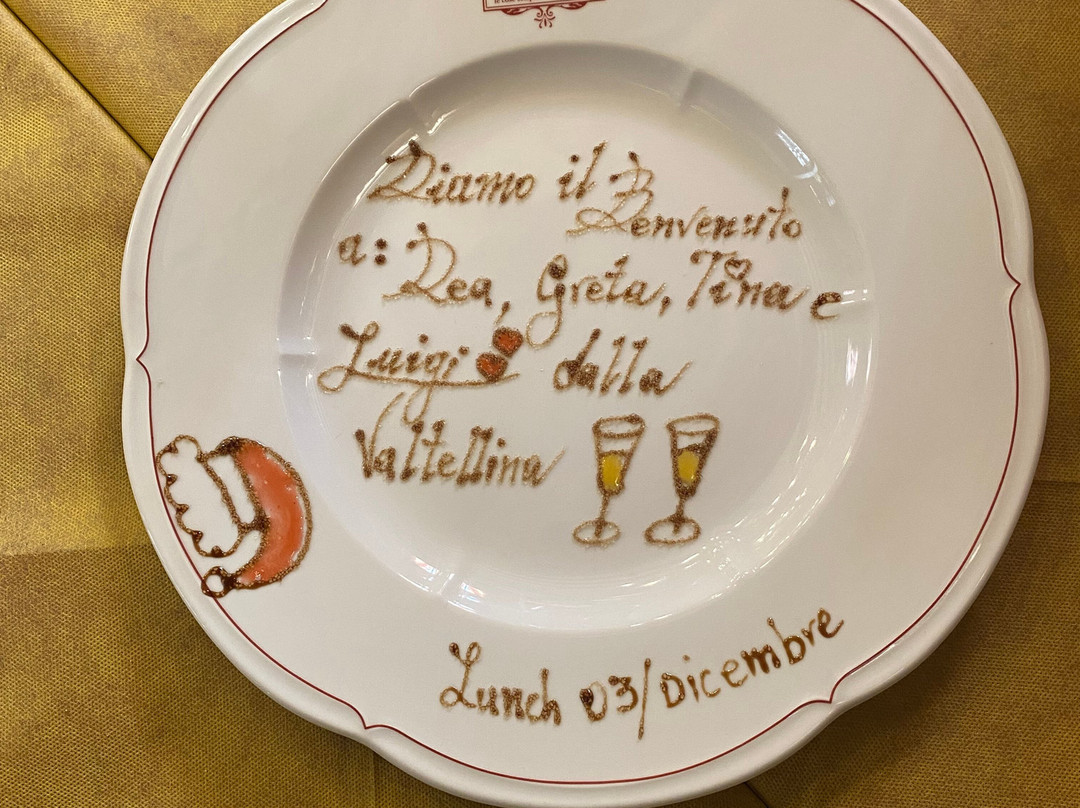 Diamo il Benvenuto
a: Dea, Greta, Tina e
Luigi dalla
Valtellina
Lunch 03/Dicembre